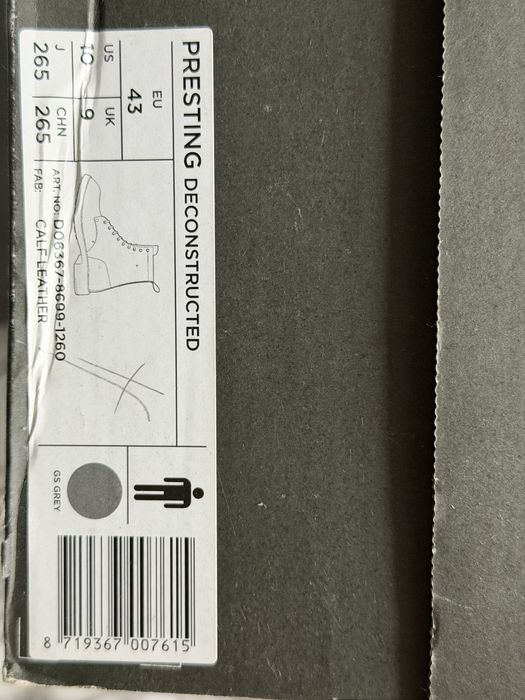 PRESTING DECONSTRUCTED
EU
43
US
10
UK
9
J
265
CHN
265
ART. NO: D06367-8699-1260
FAB: CALF LEATHER
GS GREY
8 719367 007615